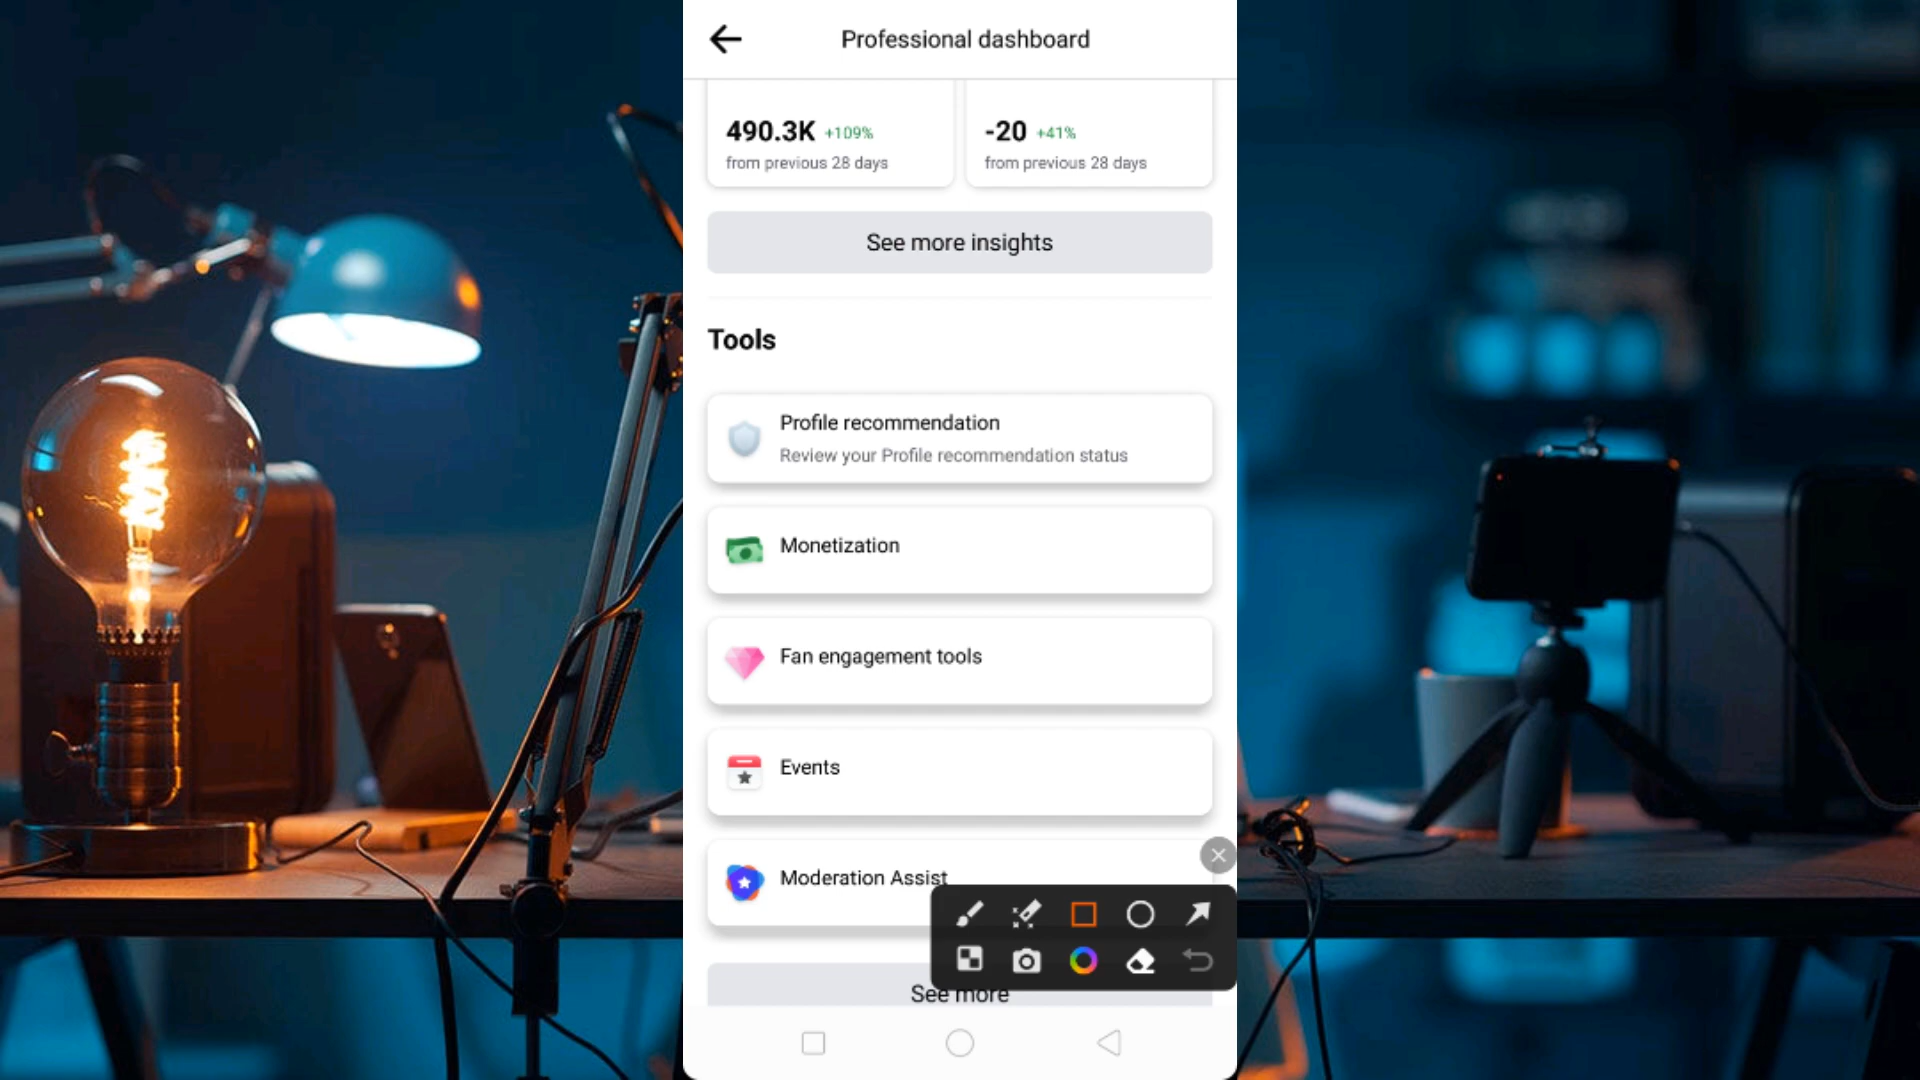 Professional dashboard
490.3K +109%
from previous 28 days
-20 +41%
from previous 28 days
See more insights
Tools
Profile recommendation
Review your Profile recommendation status
Monetization
Fan engagement tools
Events
Moderation Assist
See more